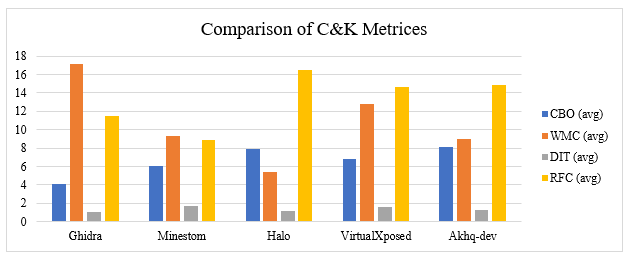 Comparison of C&K Metrices
18
16
14
12
10
8
6
4
2
0
Ghidra Minestom Halo VirtualXposed Akhq-dev
CBO (avg)
WMC (avg)
DIT (avg)
RFC (avg)